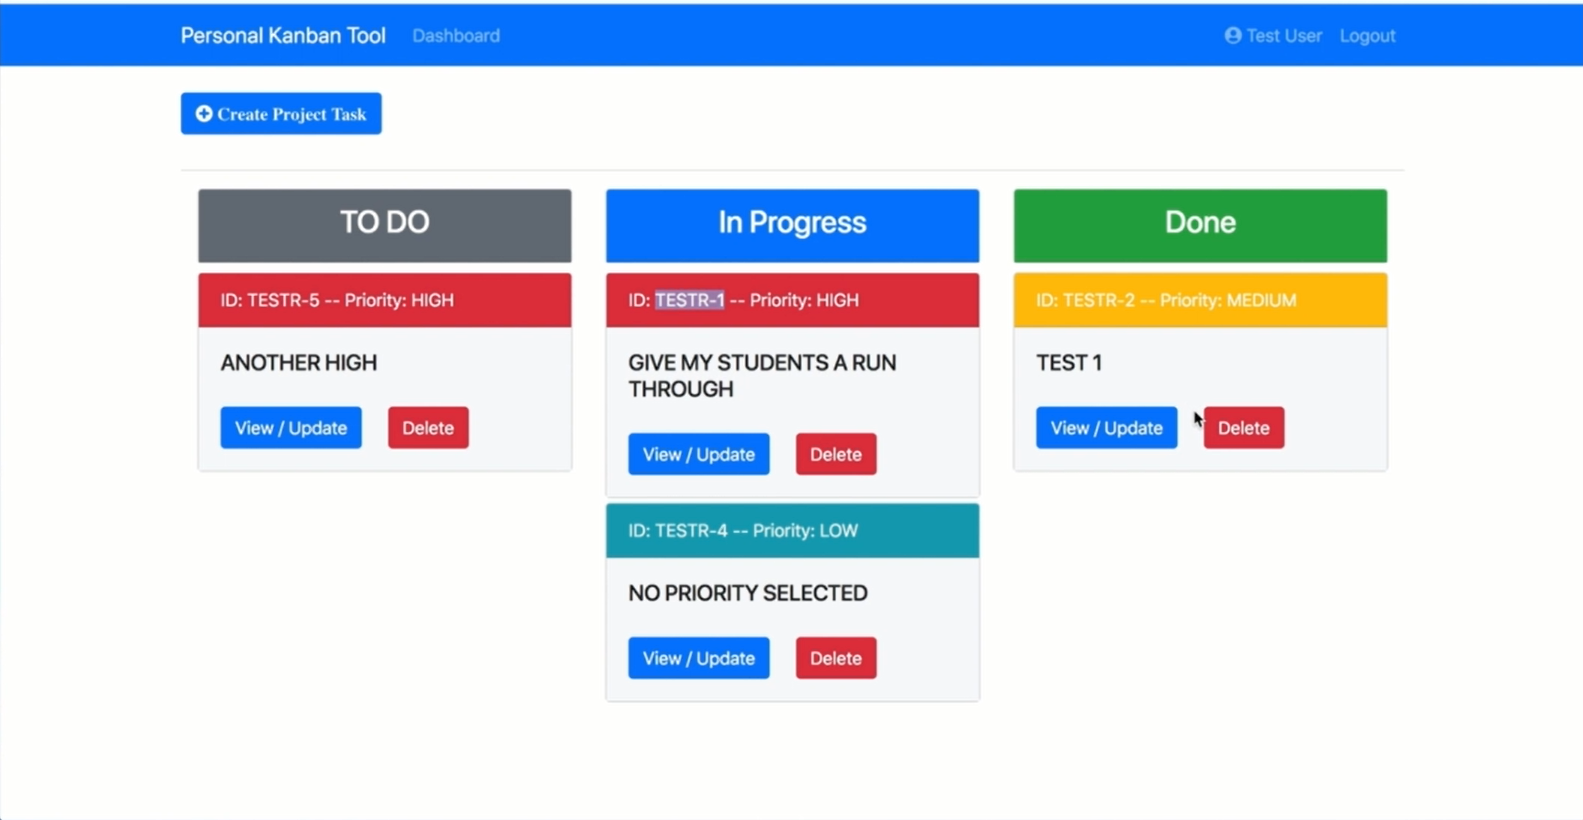 Personal Kanban Tool Dashboard Test User Logout
Create Project Task
TO DO
ID: TESTR-5 -- Priority: HIGH
ANOTHER HIGH
View / Update Delete
In Progress
ID: TESTR-1 -- Priority: HIGH
GIVE MY STUDENTS A RUN
THROUGH
View / Update Delete
ID: TESTR-4 -- Priority: LOW
NO PRIORITY SELECTED
View / Update Delete
Done
ID: TESTR-2 -- Priority: MEDIUM
TEST 1
View / Update Delete